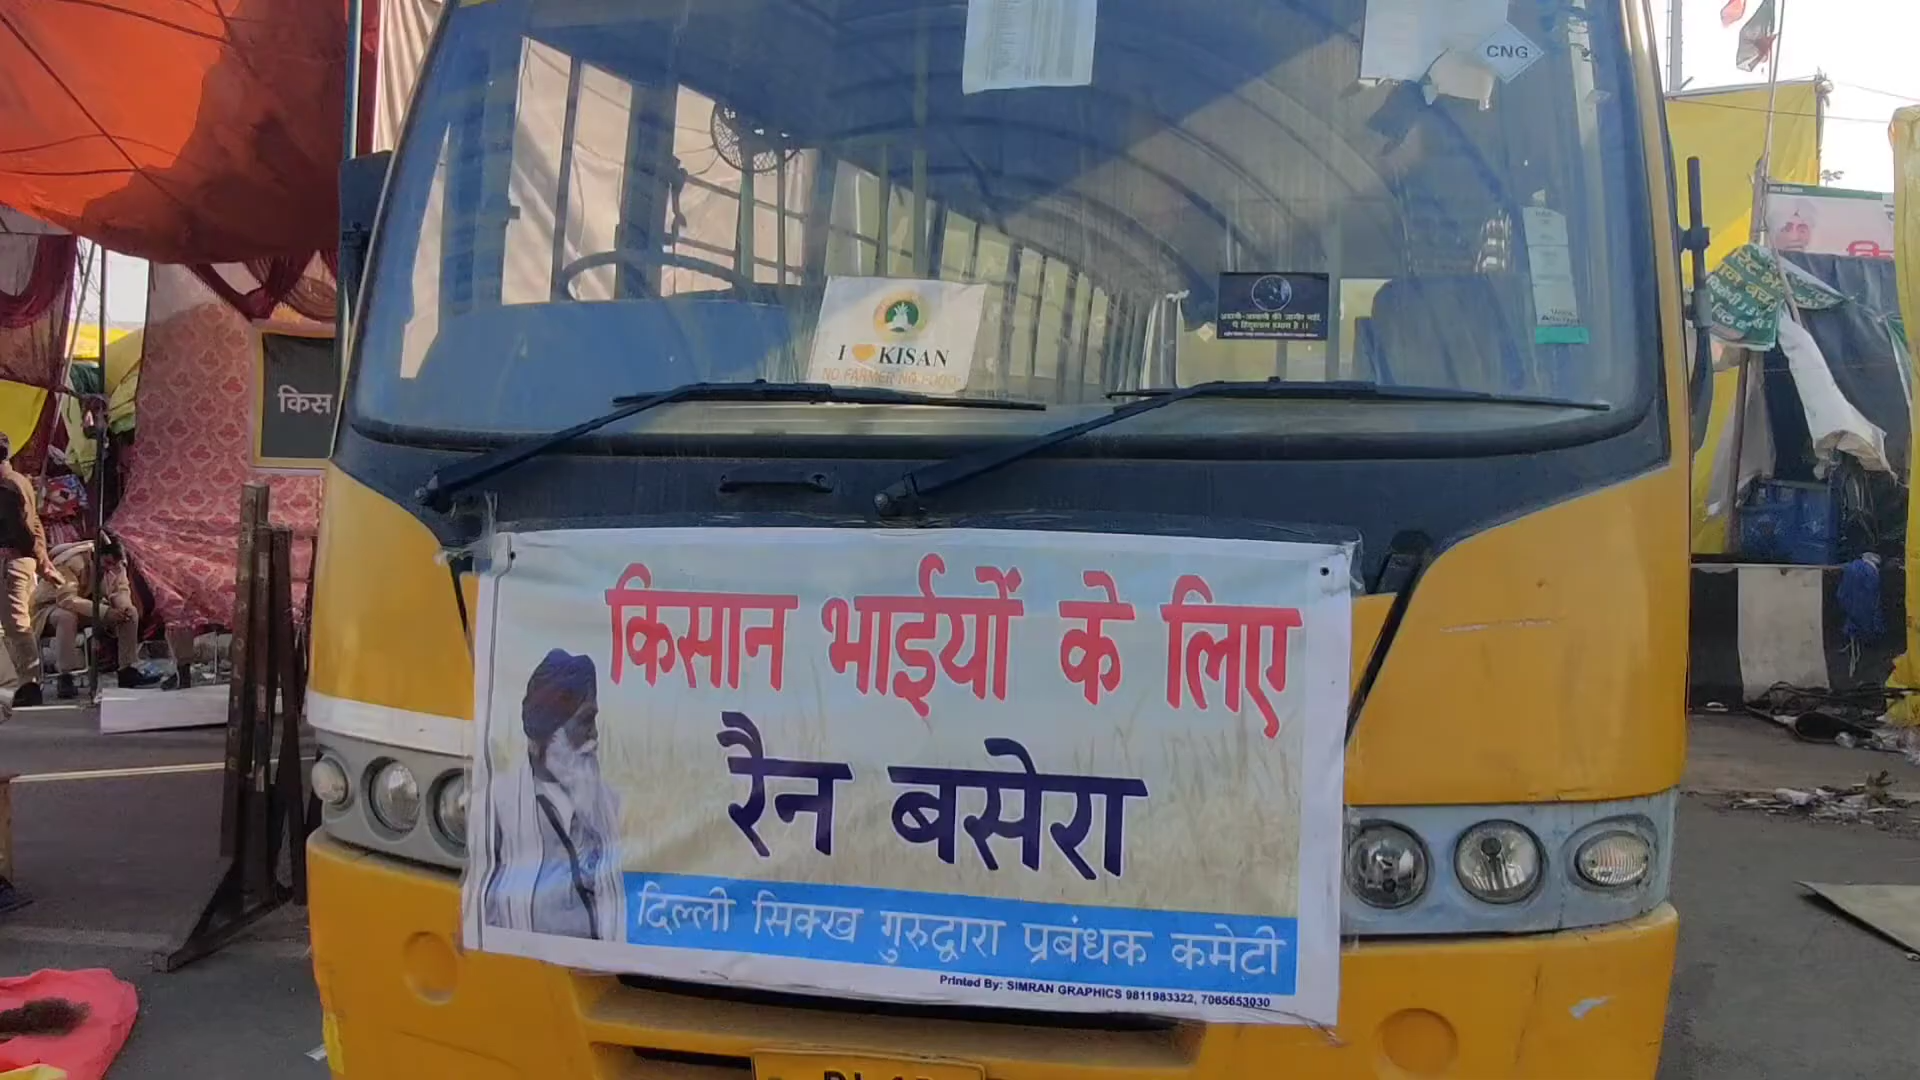 CNG
I KISAN
NO FARMER NO FOOD
किस
किसान भाईयों के लिए
रैन बसेरा
दिल्ली सिक्ख गुरुद्वारा प्रबंधक कमेटी
Printed By: SIMRAN GRAPHICS 9811983322, 7065653030